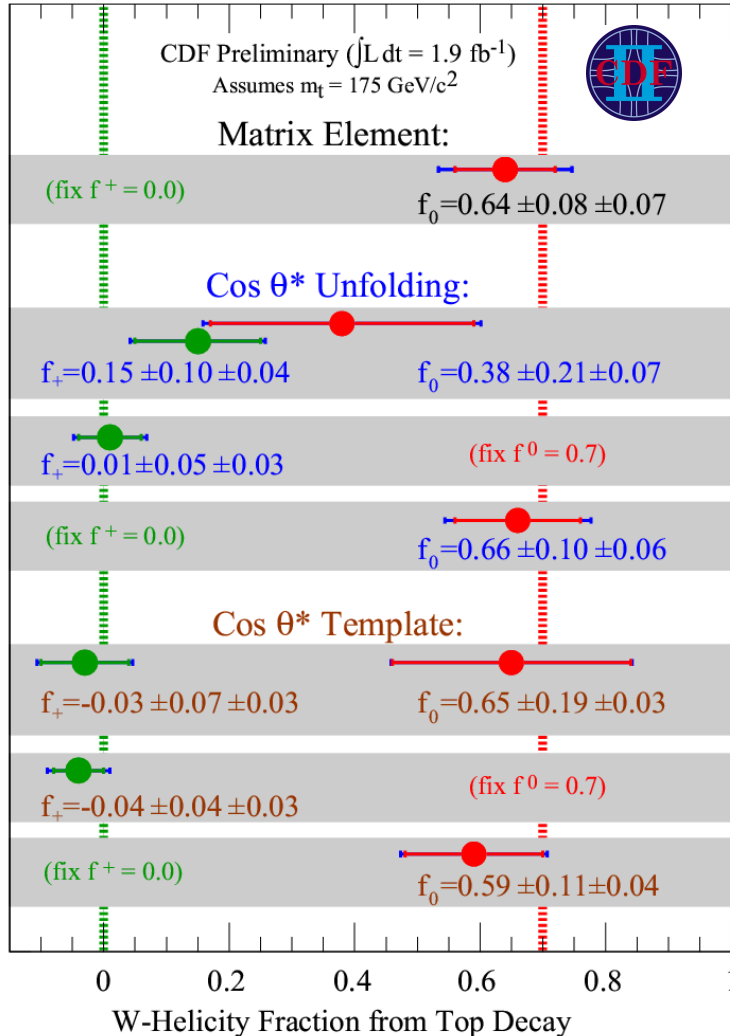 CDF Preliminary (∫L dt = 1.9 fb⁻¹)
Assumes mₜ = 175 GeV/c²
CDF
II
Matrix Element:
(fix f⁺ = 0.0)
f₀=0.64 ±0.08 ±0.07
Cos θ* Unfolding:
f₊=0.15 ±0.10 ±0.04 f₀=0.38 ±0.21±0.07
f₊=0.01±0.05 ±0.03 (fix f⁰ = 0.7)
(fix f⁺ = 0.0) f₀=0.66 ±0.10 ±0.06
Cos θ* Template:
f₊=-0.03 ±0.07 ±0.03 f₀=0.65 ±0.19 ±0.03
f₊=-0.04 ±0.04 ±0.03 (fix f⁰ = 0.7)
(fix f⁺ = 0.0) f₀=0.59 ±0.11±0.04
0 0.2 0.4 0.6 0.8 1
W-Helicity Fraction from Top Decay